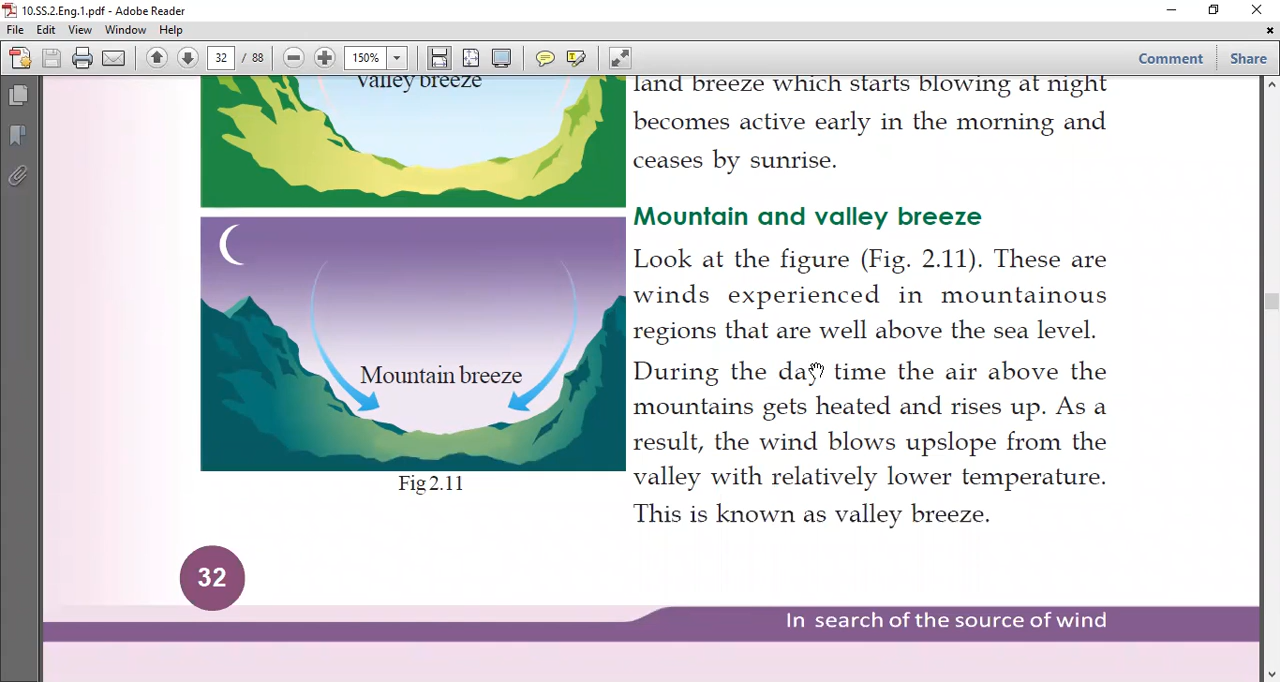 10.SS.2.Eng.1.pdf - Adobe Reader
File Edit View Window Help
32 / 88 150% Comment Share
valley breeze
Mountain breeze
Fig 2.11
land breeze which starts blowing at night
becomes active early in the morning and
ceases by sunrise.
Mountain and valley breeze
Look at the figure (Fig. 2.11). These are
winds experienced in mountainous
regions that are well above the sea level.
During the day time the air above the
mountains gets heated and rises up. As a
result, the wind blows upslope from the
valley with relatively lower temperature.
This is known as valley breeze.
32
In search of the source of wind